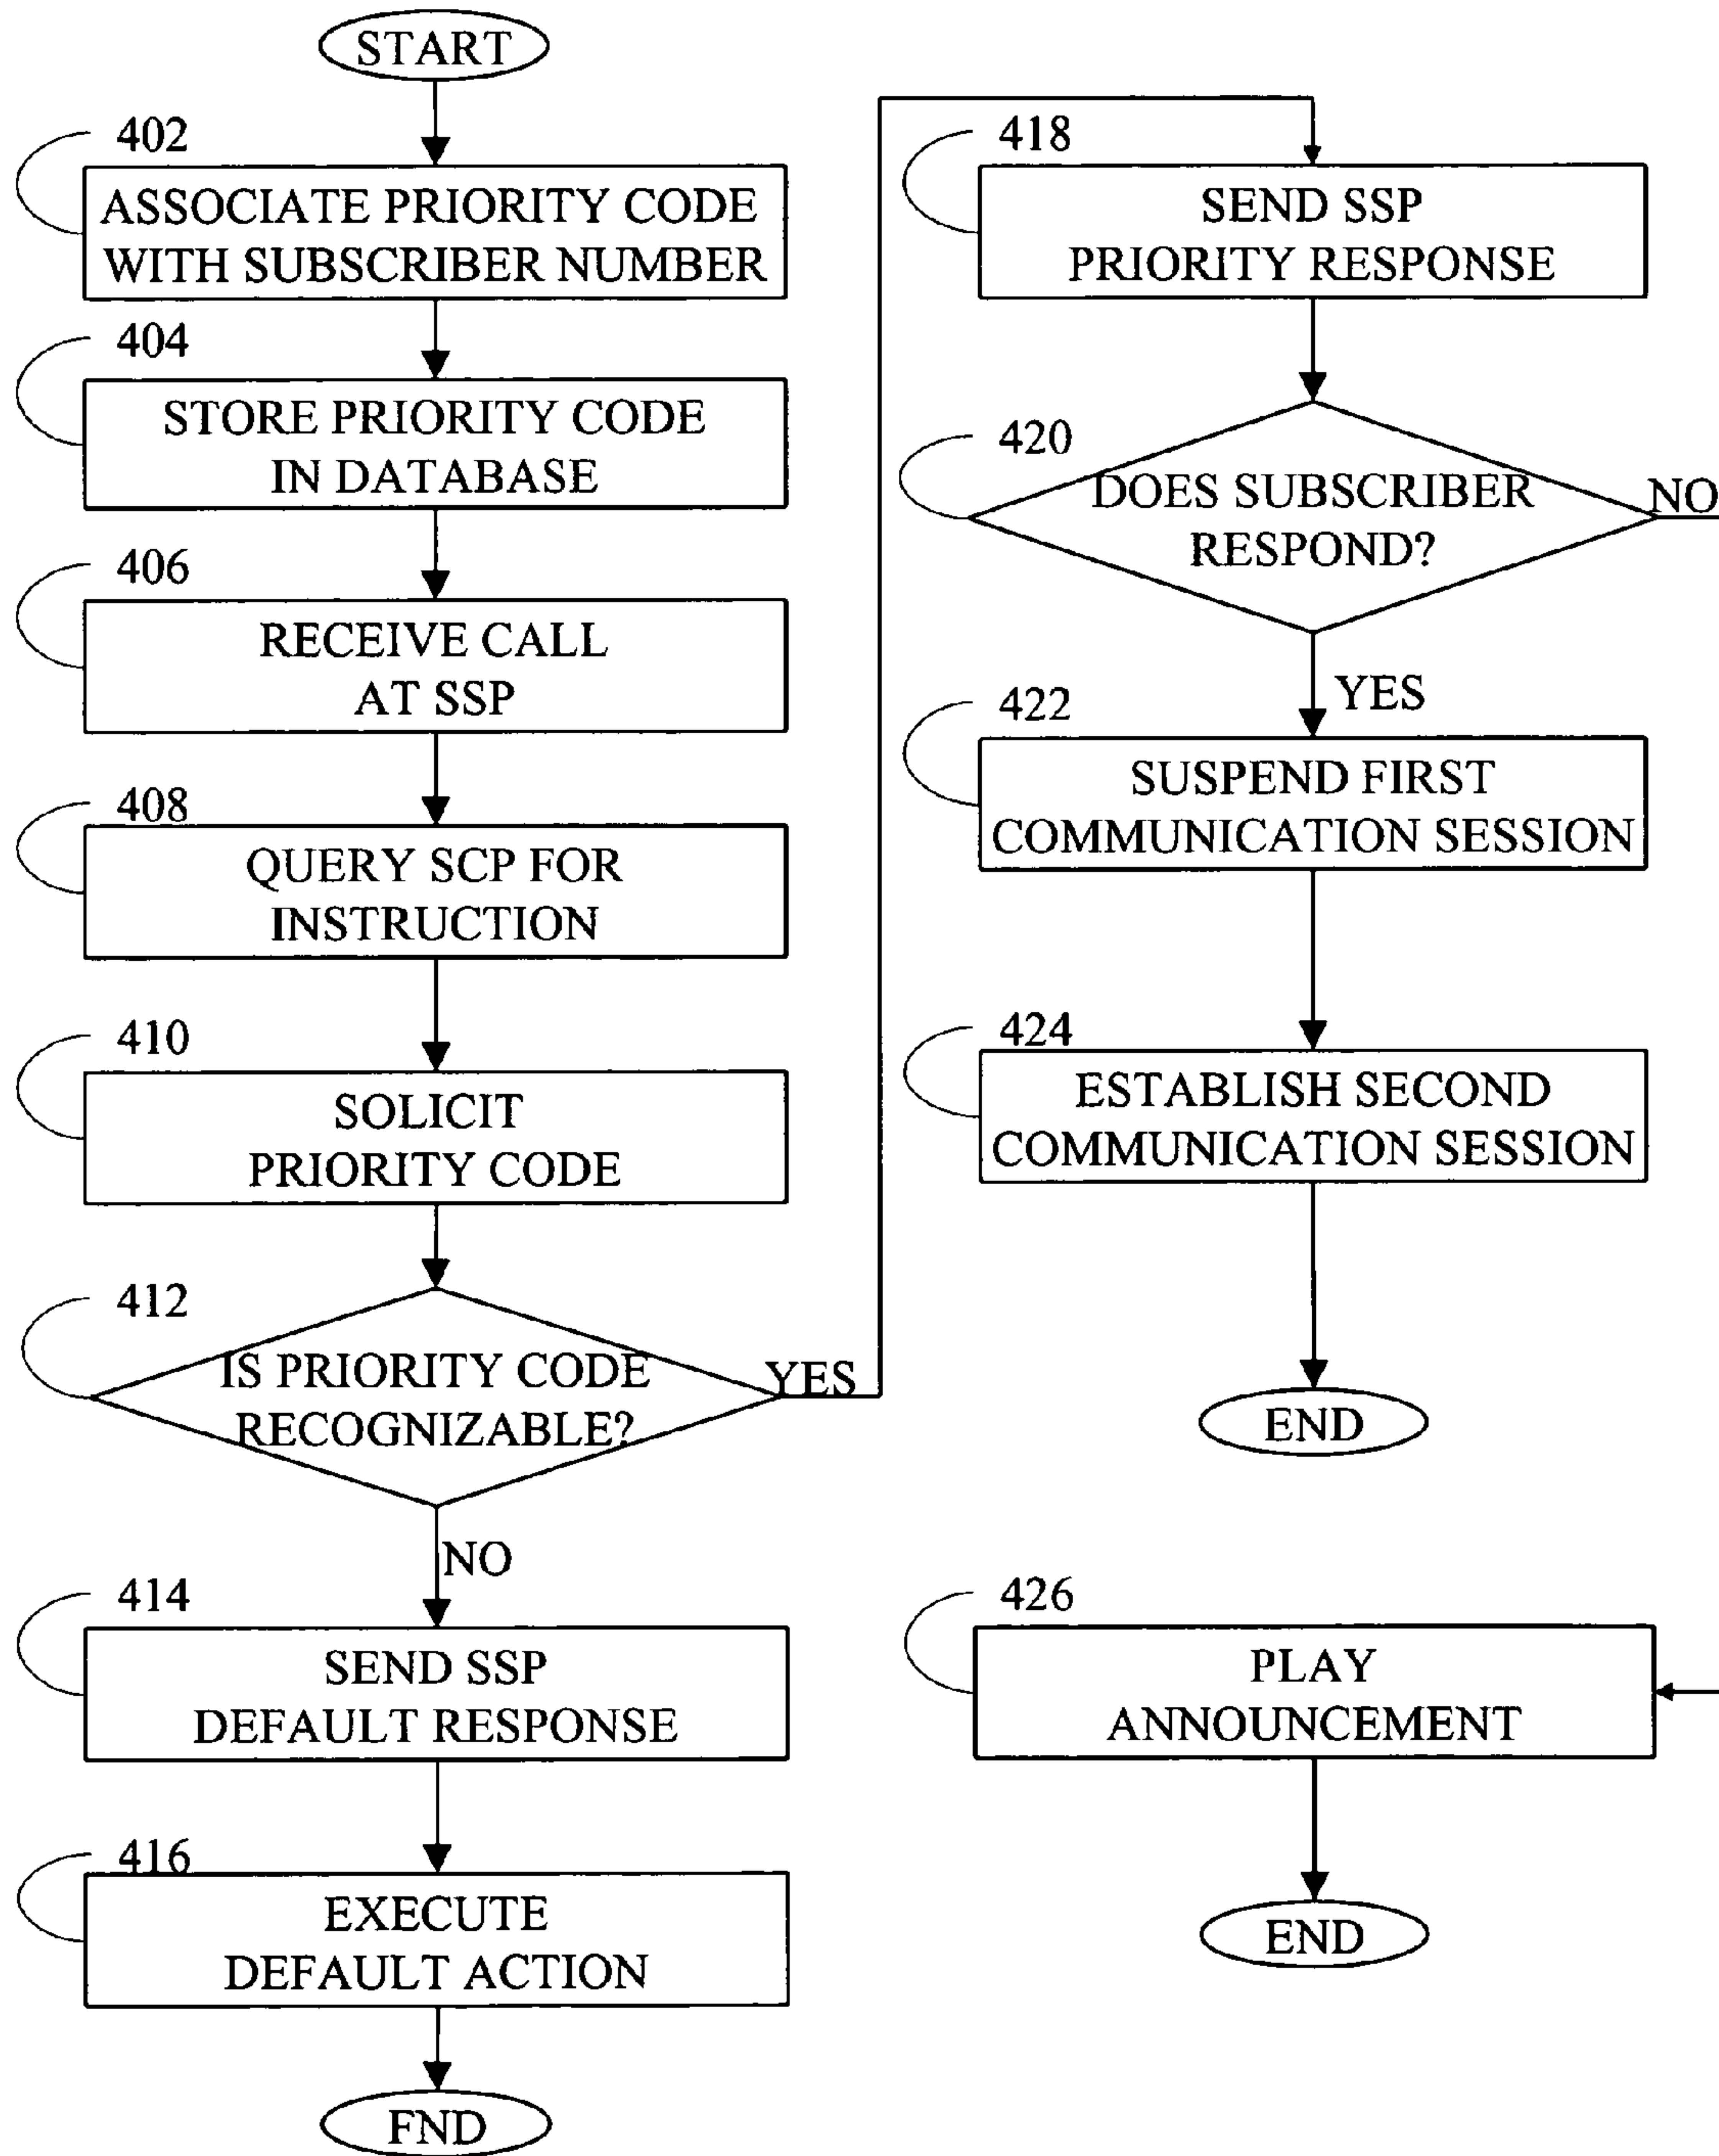 START
402
ASSOCIATE PRIORITY CODE
WITH SUBSCRIBER NUMBER
404
STORE PRIORITY CODE
IN DATABASE
406
RECEIVE CALL
AT SSP
408
QUERY SCP FOR
INSTRUCTION
410
SOLICIT
PRIORITY CODE
412
IS PRIORITY CODE
RECOGNIZABLE?
YES
NO
414
SEND SSP
DEFAULT RESPONSE
416
EXECUTE
DEFAULT ACTION
FND
418
SEND SSP
PRIORITY RESPONSE
420
DOES SUBSCRIBER
RESPOND?
NO
YES
422
SUSPEND FIRST
COMMUNICATION SESSION
424
ESTABLISH SECOND
COMMUNICATION SESSION
END
426
PLAY
ANNOUNCEMENT
END